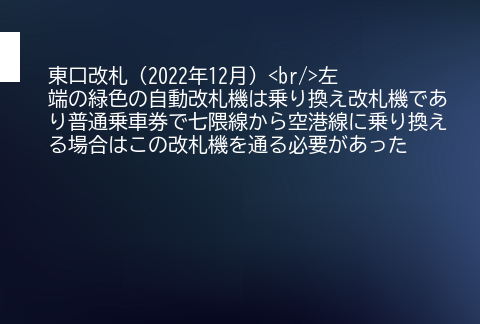 東口改札（2022年12月）<br/>左
端の緑色の自動改札機は乗り換え改札機であ
り普通乗車券で七隈線から空港線に乗り換え
る場合はこの改札機を通る必要があった